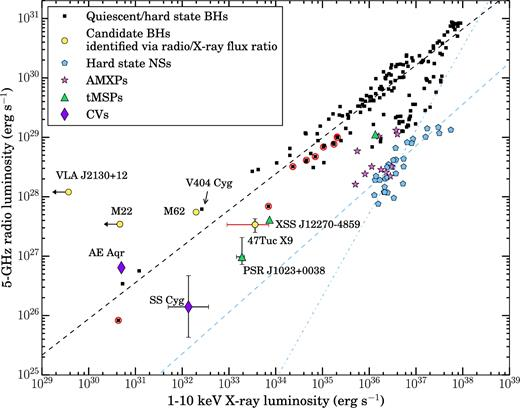 Quiescent/hard state BHs
Candidate BHs
identified via radio/X-ray flux ratio
Hard state NSs
AMXPs
tMSPs
CVs
VLA J2130+12
M22
M62
V404 Cyg
AE Aqr
SS Cyg
XSS J12270-4859
47Tuc X9
PSR J1023+0038
5-GHz radio luminosity (erg s⁻¹)
10³¹
10³⁰
10²⁹
10²⁸
10²⁷
10²⁶
10²⁵
10²⁹ 10³⁰ 10³¹ 10³² 10³³ 10³⁴ 10³⁵ 10³⁶ 10³⁷ 10³⁸ 10³⁹
1-10 keV X-ray luminosity (erg s⁻¹)